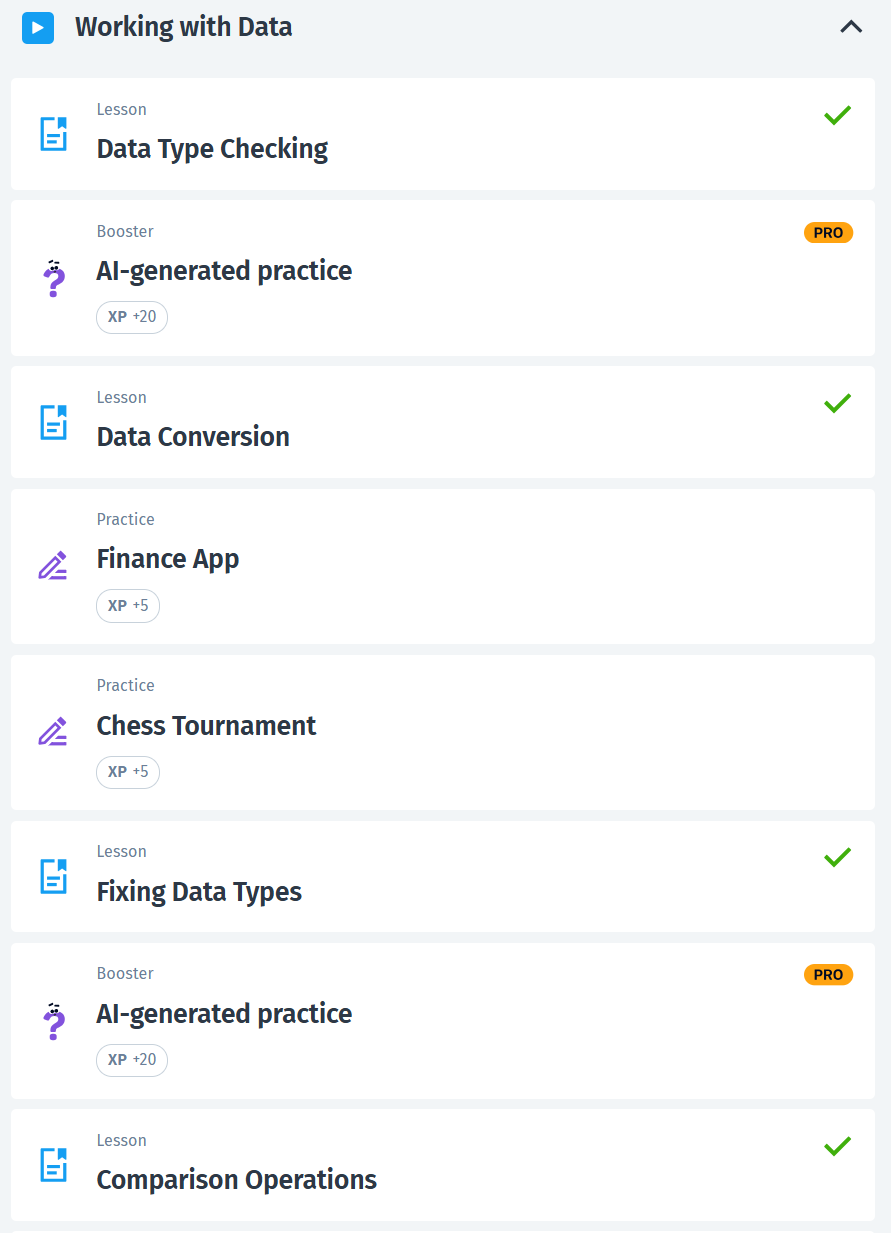 Working with Data
Lesson
Data Type Checking
Booster
PRO
AI-generated practice
XP +20
Lesson
Data Conversion
Practice
Finance App
XP +5
Practice
Chess Tournament
XP +5
Lesson
Fixing Data Types
Booster
PRO
AI-generated practice
XP +20
Lesson
Comparison Operations